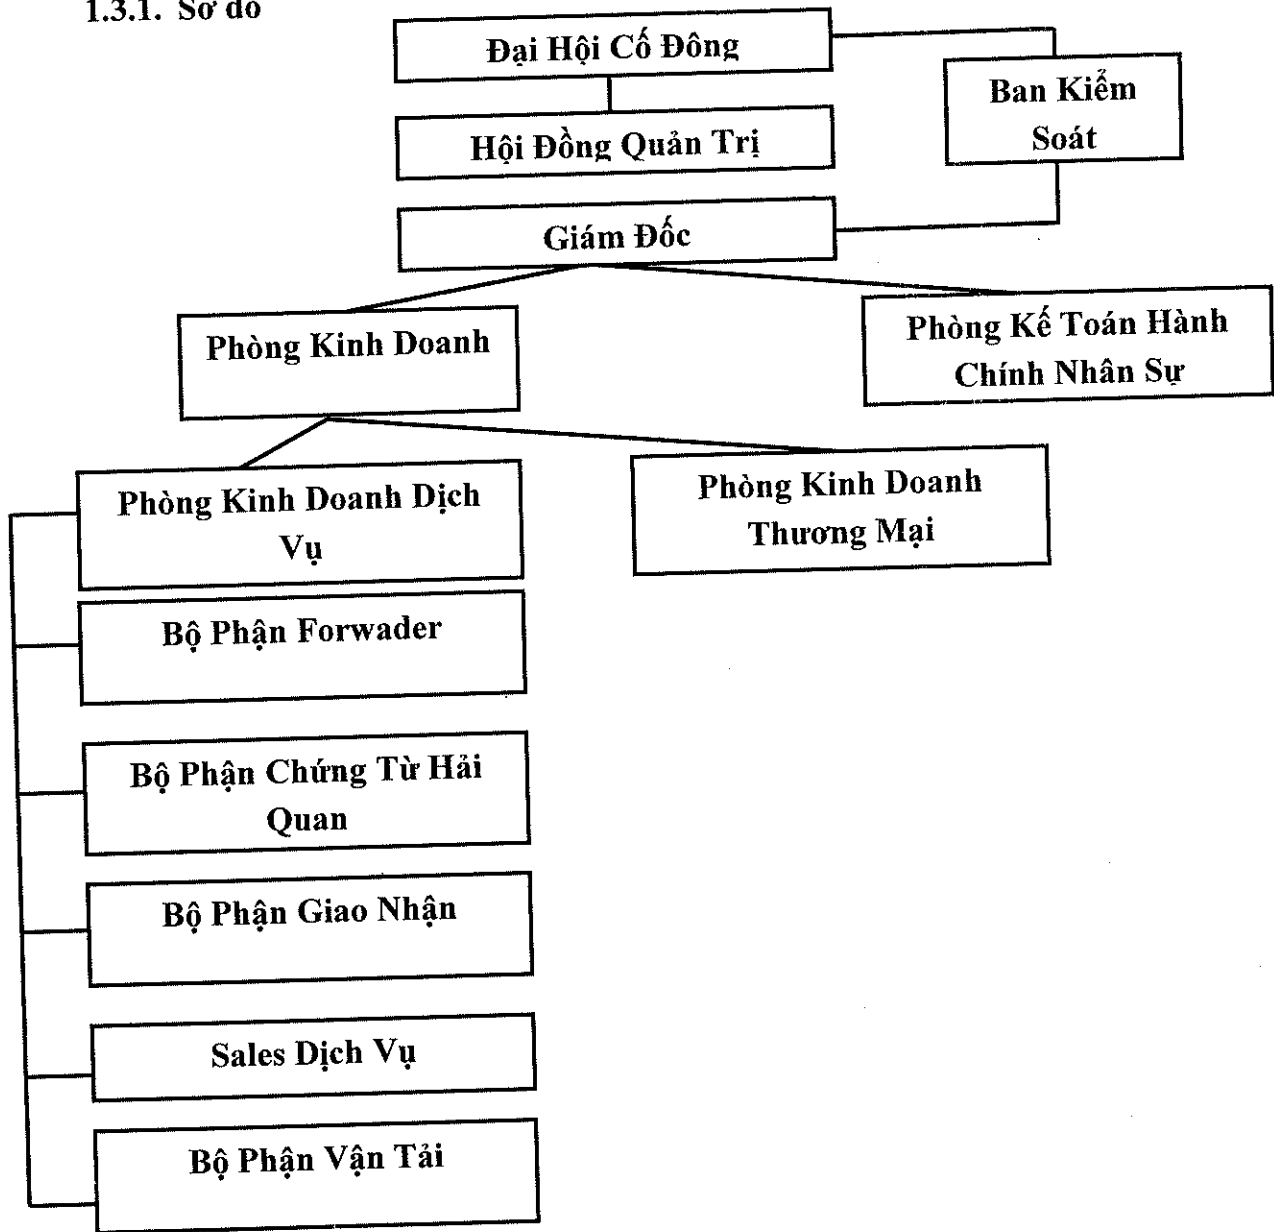 1.3.1. Sơ đồ
Đại Hội Cố Đông
Ban Kiểm
Soát
Hội Đồng Quản Trị
Giám Đốc
Phòng Kinh Doanh
Phòng Kế Toán Hành
Chính Nhân Sự
Phòng Kinh Doanh Dịch
Vụ
Phòng Kinh Doanh
Thương Mại
Bộ Phận Forwader
Bộ Phận Chứng Từ Hải
Quan
Bộ Phận Giao Nhận
Sales Dịch Vụ
Bộ Phận Vận Tải